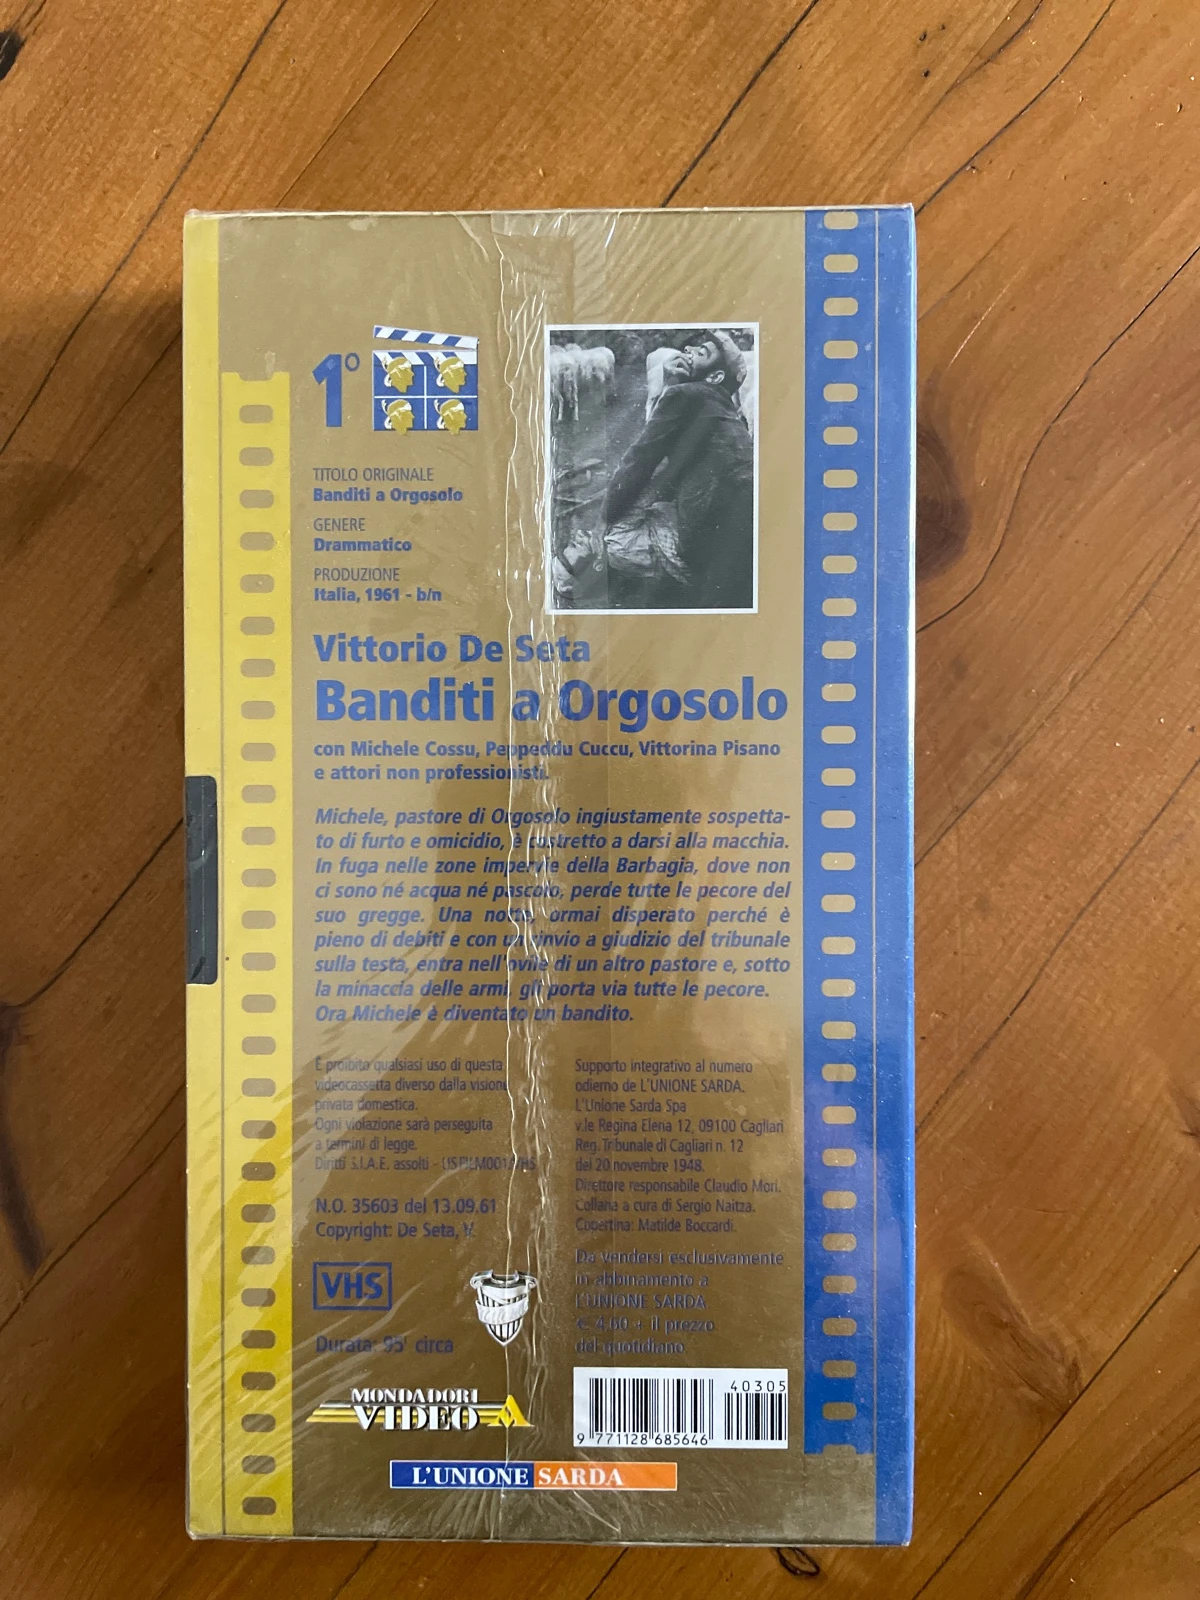 1°
TITOLO ORIGINALE
Banditi a Orgosolo
GENERE
Drammatico
PRODUZIONE
Italia, 1961 - b/n
Vittorio De Seta
Banditi a Orgosolo
con Michele Cossu, Peppeddu Cuccu, Vittorina Pisano
e attori non professionisti.
Michele, pastore di Orgosolo ingiustamente sospetta-
to di furto e omicidio, è costretto a darsi alla macchia.
In fuga nelle zone impervie della Barbagia, dove non
ci sono né acqua né pascolo, perde tutte le pecore del
suo gregge. Una notte, ormai disperato perché è
pieno di debiti e con un rinvio a giudizio del tribunale
sulla testa, entra nell'ovile di un altro pastore e, sotto
la minaccia delle armi, gli porta via tutte le pecore.
Ora Michele è diventato un bandito.
È proibito qualsiasi uso di questa
videocassetta diverso dalla visione
privata domestica.
Ogni violazione sarà perseguita
a termini di legge.
Diritti S.I.A.E. assolti -
N.O. 35603 del 13.09.61
Copyright: De Seta, V.
VHS
Durata: 95' circa
MONDADORI
VIDEO
Supporto integrativo al numero
odierno de L'UNIONE SARDA.
L'Unione Sarda Spa
v.le Regina Elena 12, 09100 Cagliari
Reg. Tribunale di Cagliari n. 12
del 20 novembre 1948.
Direttore responsabile Claudio Mori.
Collana a cura di Sergio Naitza.
Copertina: Matilde Boccardi.
Da vendersi esclusivamente
in abbinamento a
L'UNIONE SARDA
€ 4,60 + il prezzo
del quotidiano
40305
9 771128 685646
L'UNIONE SARDA